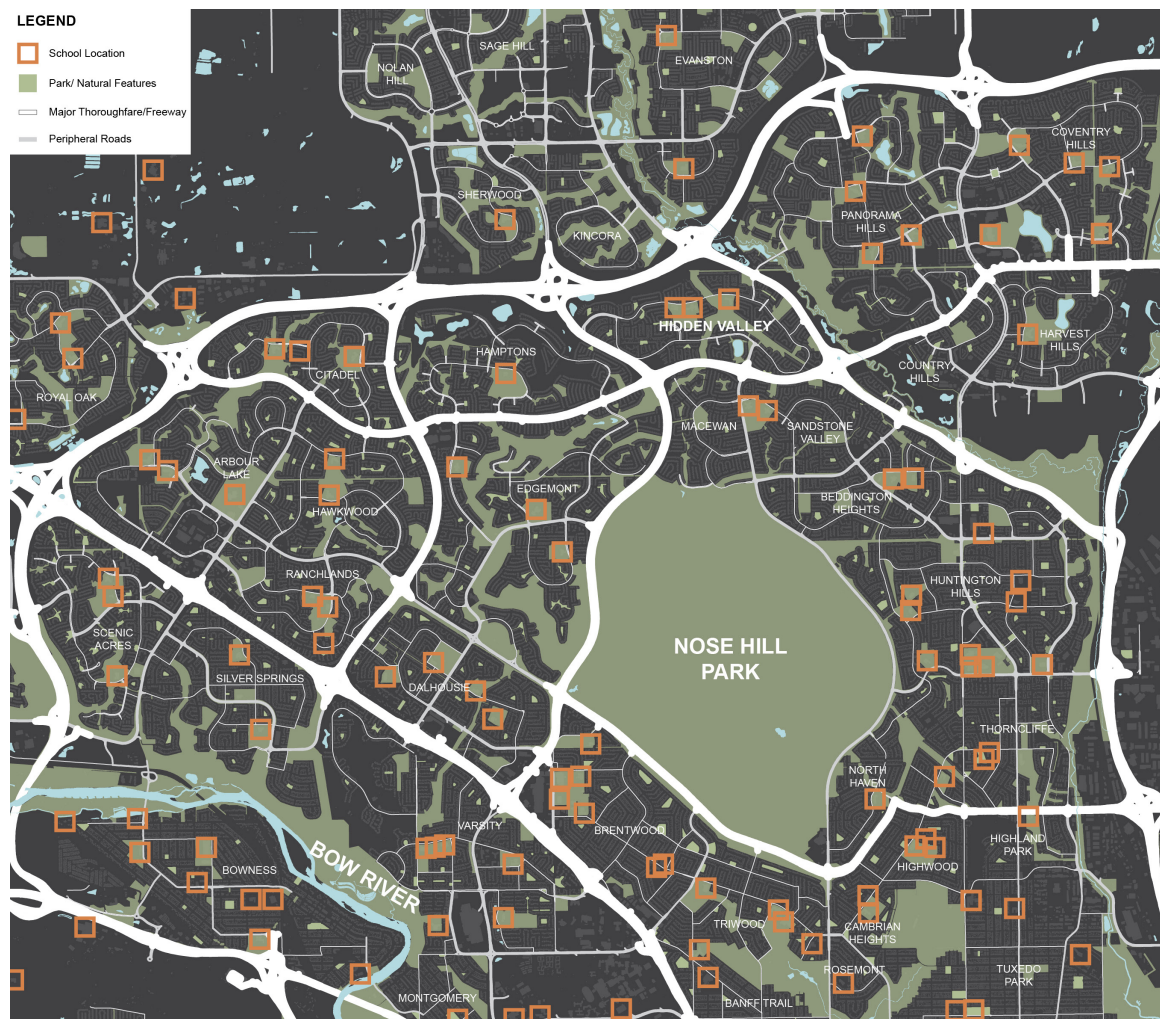 LEGEND
School Location
Park/ Natural Features
Major Thoroughfare/Freeway
Peripheral Roads
SAGE HILL
NOLAN
HILL
EVANSTON
COVENTRY
HILLS
SHERWOOD
PANORAMA
HILLS
KINCORA
HIDDEN VALLEY
HARVEST
HILLS
HAMPTONS
CITADEL
COUNTRY
HILLS
ROYAL OAK
MACEWAN
SANDSTONE
VALLEY
ARBOUR
LAKE
EDGEMONT
BEDDINGTON
HEIGHTS
HAWKWOOD
RANCHLANDS
HUNTINGTON
HILLS
SCENIC
ACRES
NOSE HILL
PARK
SILVER SPRINGS
DALHOUSIE
THORNCLIFFE
NORTH
HAVEN
VARSITY
BRENTWOOD
HIGHLAND
PARK
BOW RIVER
BOWNESS
HIGHWOOD
TRIWOOD
CAMBRIAN
HEIGHTS
ROSEMONT
TUXEDO
PARK
MONTGOMERY
BANFF TRAIL